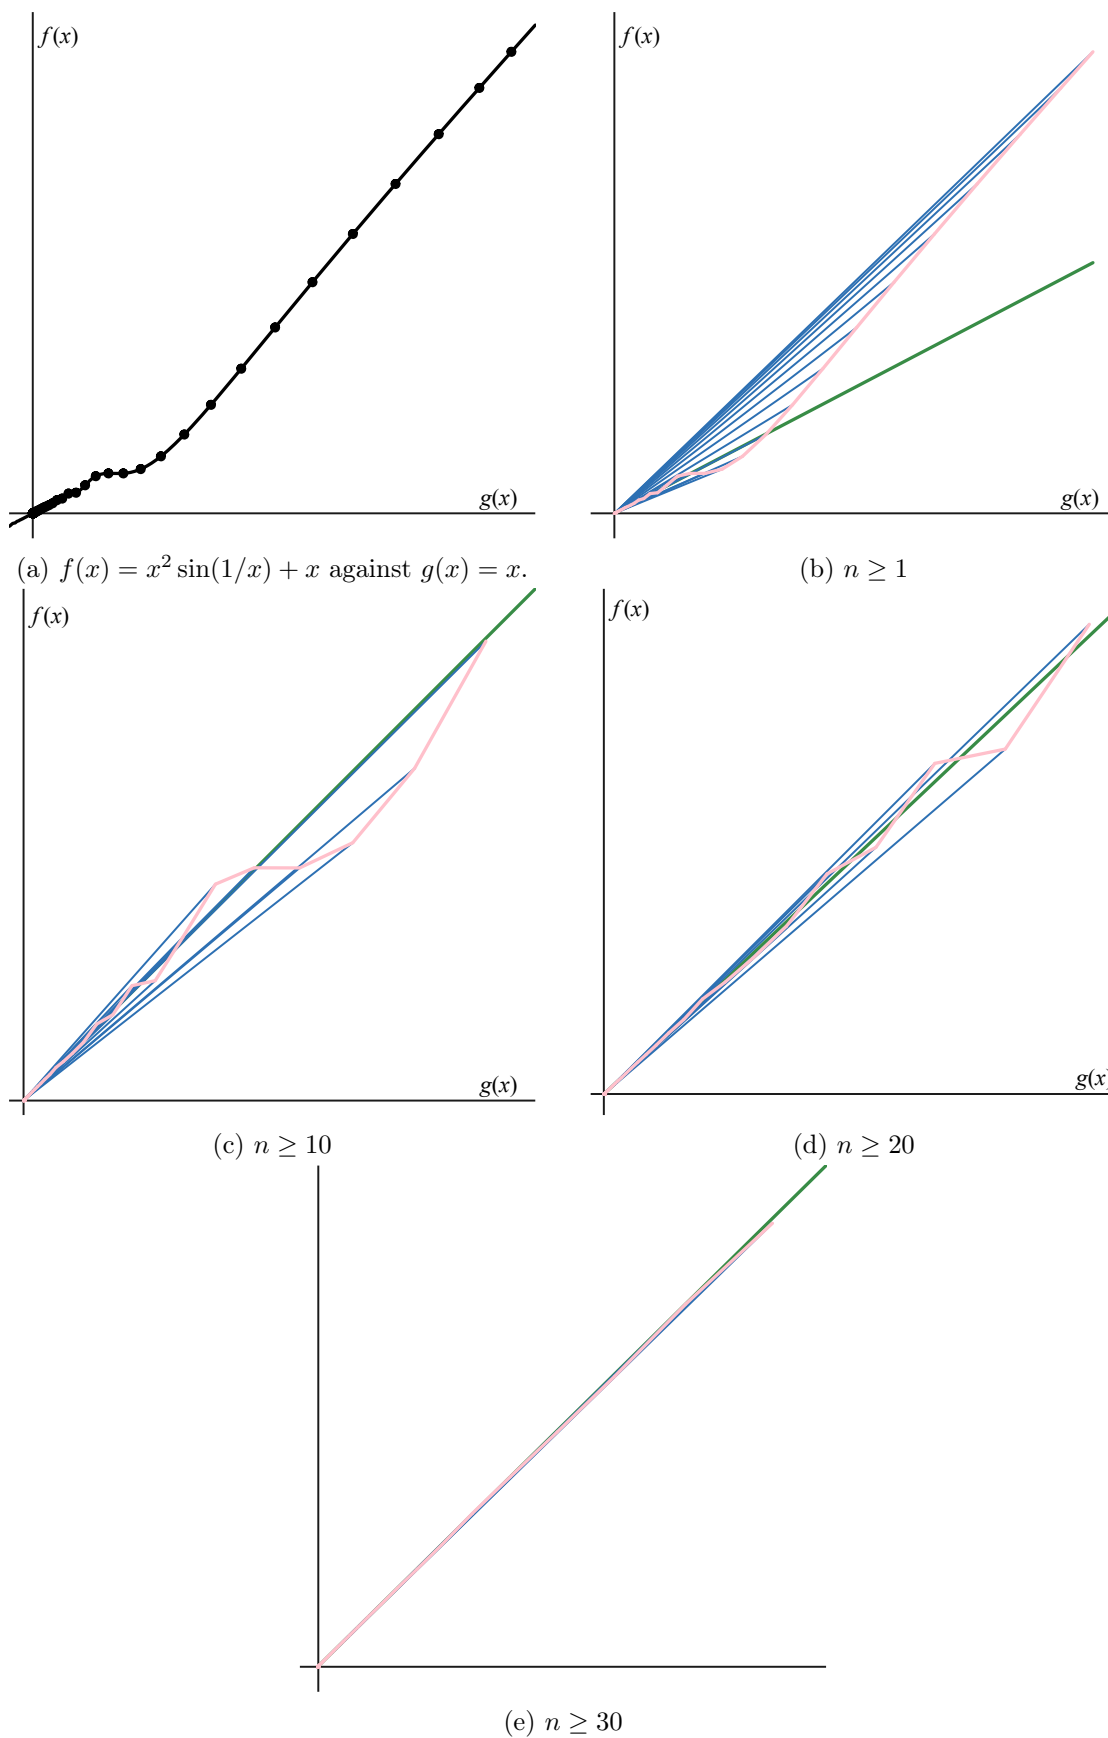 f(x)
g(x)
(a) f(x) = x² sin(1/x) + x against g(x) = x.
f(x)
g(x)
(b) n ≥ 1
f(x)
g(x)
(c) n ≥ 10
f(x)
g(x)
(d) n ≥ 20
(e) n ≥ 30